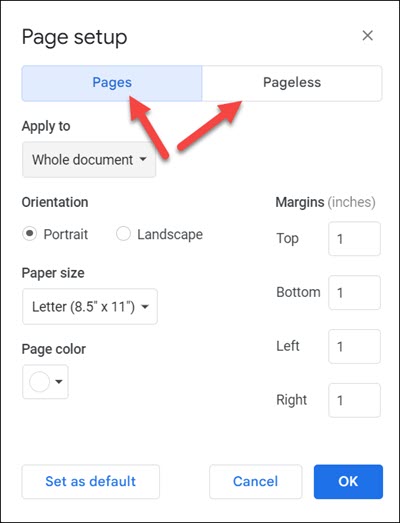 Page setup
Pages Pageless
Apply to
Whole document
Orientation Margins (inches)
Portrait Landscape Top 1
Paper size Bottom 1
Letter (8.5" x 11")
Page color Left 1
Right 1
Set as default Cancel OK